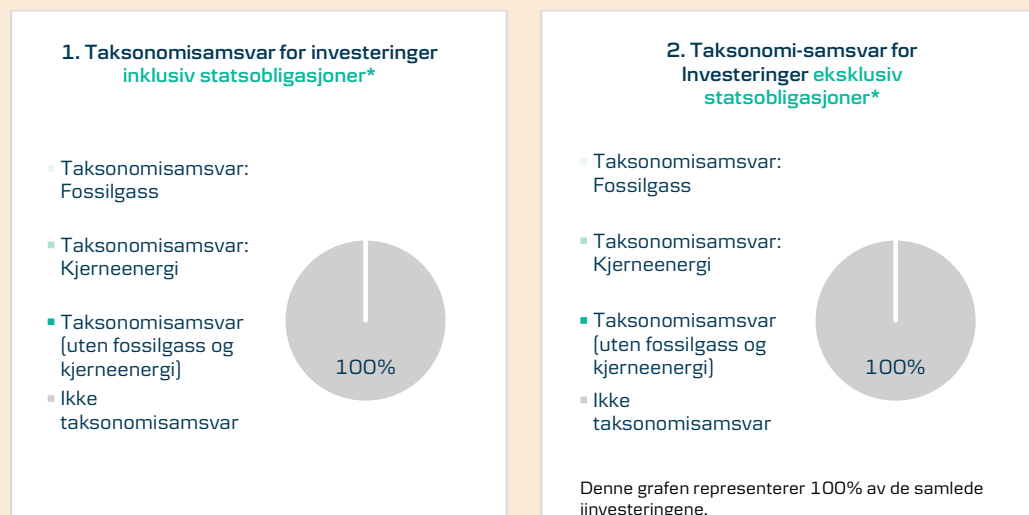 1. Taksonomisamsvar for investeringer
inklusiv statsobligasjoner*
Taksonomisamsvar:
Fossilgass
Taksonomisamsvar:
Kjerneenergi
Taksonomisamsvar
(uten fossilgass og
kjerneenergi)
Ikke
taksonomisamsvar
100%
2. Taksonomi-samsvar for
Investeringer eksklusiv
statsobligasjoner*
Taksonomisamsvar:
Fossilgass
Taksonomisamsvar:
Kjerneenergi
Taksonomisamsvar
(uten fossilgass og
kjerneenergi)
Ikke
taksonomisamsvar
100%
Denne grafen representerer 100% av de samlede
iinvesteringene.